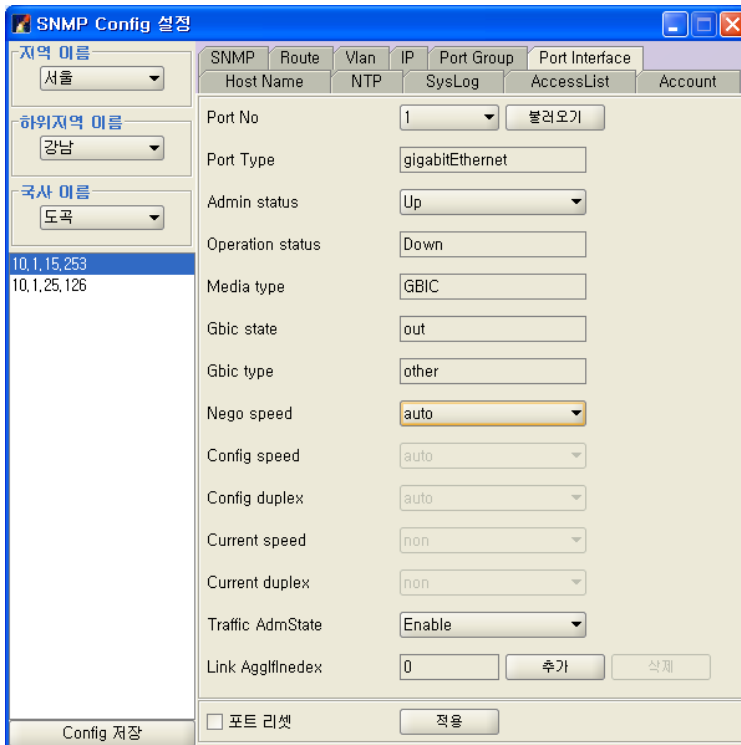 SNMP Config 설정
지역 이름
서울
하위지역 이름
강남
국사 이름
도곡
10,1,15,253
10,1,25,126
Config 저장
SNMP Route Vlan IP Port Group Port Interface
Host Name NTP SysLog AccessList Account
Port No 1 불러오기
Port Type gigabitEthernet
Admin status Up
Operation status Down
Media type GBIC
Gbic state out
Gbic type other
Nego speed auto
Config speed auto
Config duplex auto
Current speed non
Current duplex non
Traffic AdmState Enable
Link AggIfInedex 0 추가 삭제
포트 리셋 적용